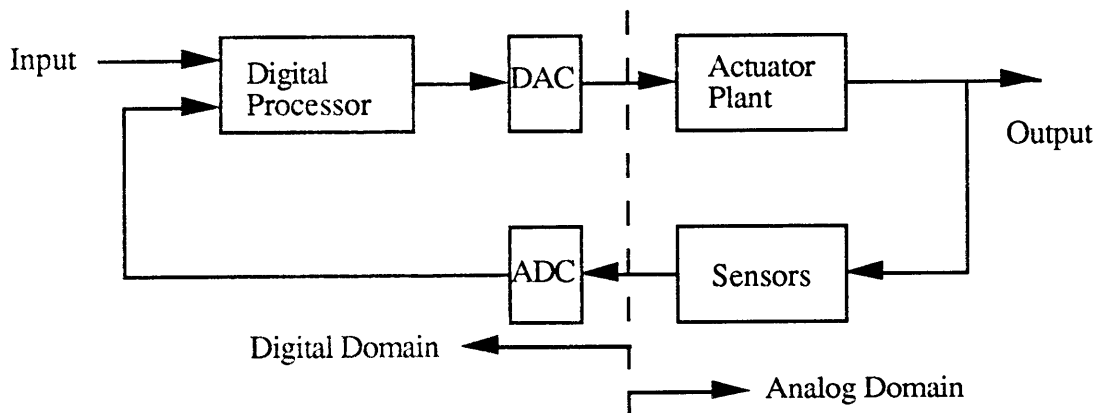 Input
Digital
Processor
DAC
Actuator
Plant
Output
ADC
Sensors
Digital Domain
Analog Domain